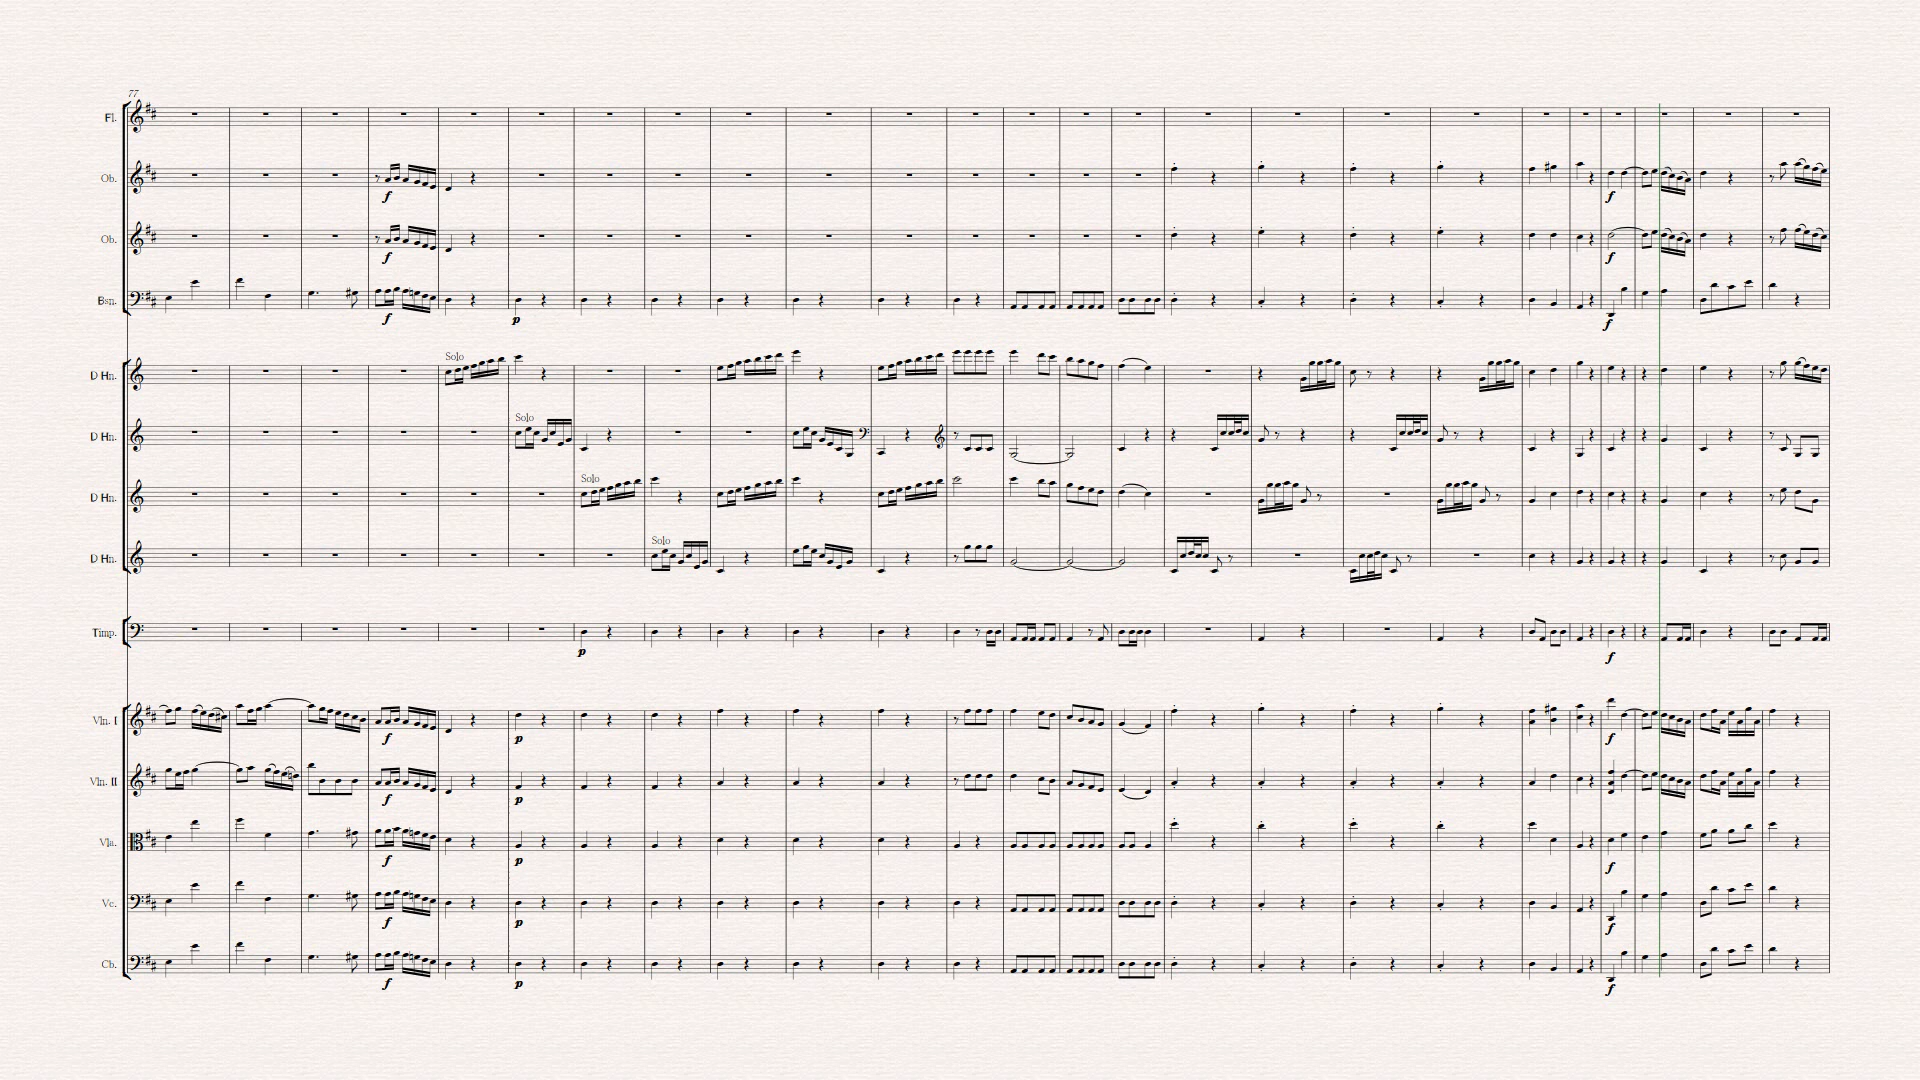 77
Fl.
Ob.
f
Ob.
f
Bsn.
f p f
D Hn.
Solo
D Hn.
Solo
D Hn.
Solo
D Hn.
Solo
Timp.
p f
Vln. I
f p f
Vln. II
f p
Vla.
f p f
Vc.
f p f
Cb.
f p f